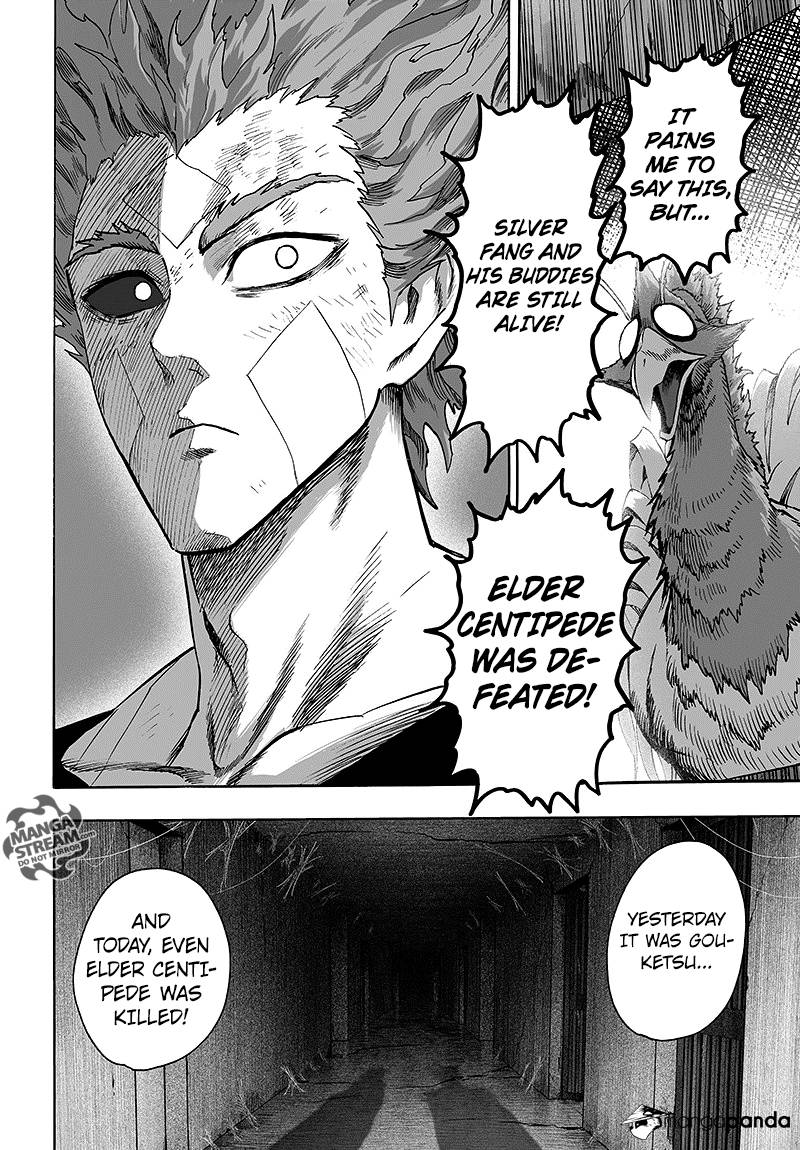 IT
PAINS
ME TO
SAY THIS,
BUT...
SILVER
FANG AND
HIS BUDDIES
ARE STILL
ALIVE!
ELDER
CENTIPEDE
WAS DE-
FEATED!
YESTERDAY
IT WAS GOU-
KETSU...
AND
TODAY, EVEN
ELDER CENTI-
PEDE WAS
KILLED!
MANGA
STREAM.com
DO NOT MIRROR
mangapanda